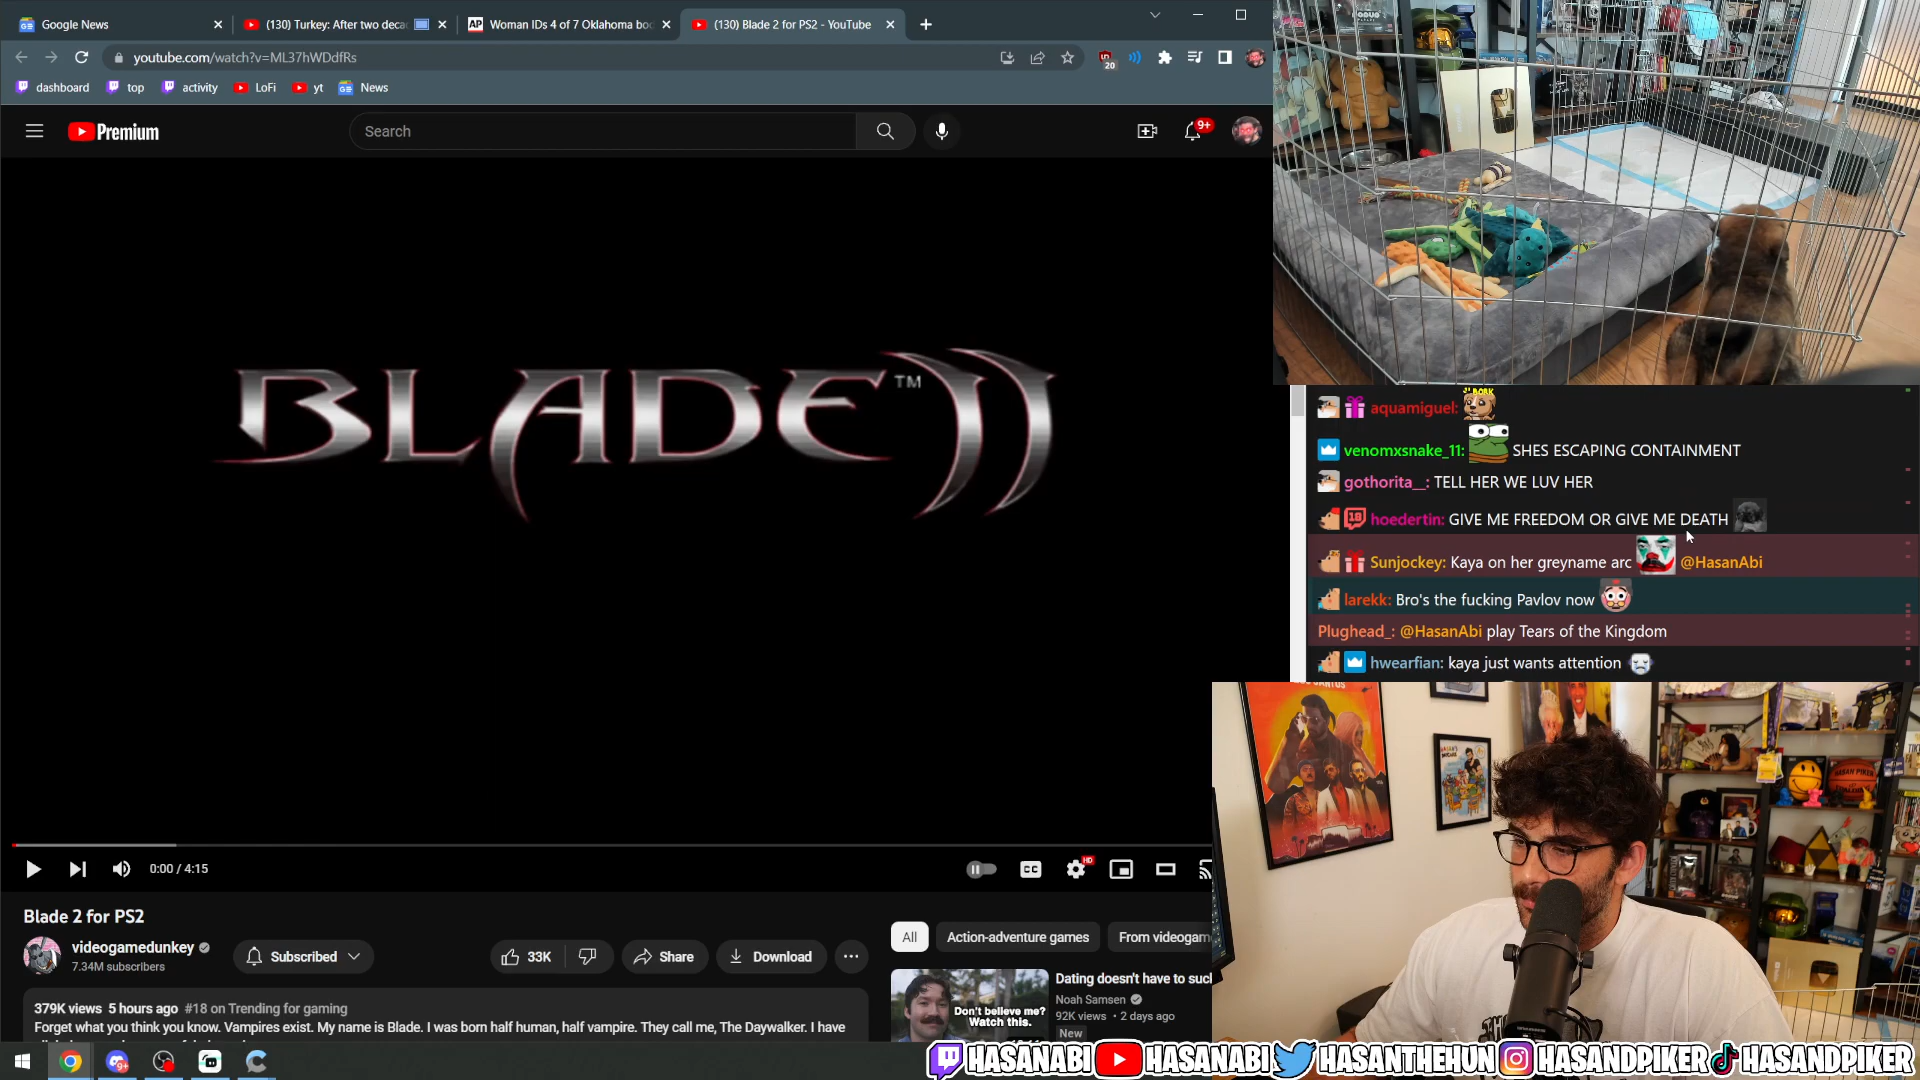 Google News
(130) Turkey: After two deca
Woman IDs 4 of 7 Oklahoma bo
(130) Blade 2 for PS2 - YouTube
youtube.com/watch?v=ML37hWDdfRs
20
dashboard
top
activity
LoFi
yt
News
Premium
Search
9+
BLADE II
TM
0:00 / 4:15
CC
HD
Blade 2 for PS2
videogamedunkey
7.34M subscribers
Subscribed
33K
Share
Download
All
Action-adventure games
From videogam
379K views 5 hours ago #18 on Trending for gaming
Forget what you think you know. Vampires exist. My name is Blade. I was born half human, half vampire. They call me, The Daywalker. I have
Don't believe me?
Watch this.
Dating doesn't have to suc
Noah Samsen
92K views • 2 days ago
New
aquamiguel:
venomxsnake_11: SHES ESCAPING CONTAINMENT
gothorita__: TELL HER WE LUV HER
hoedertin: GIVE ME FREEDOM OR GIVE ME DEATH
Sunjockey: Kaya on her greyname arc @HasanAbi
larekk: Bro's the fucking Pavlov now
Plughead_: @HasanAbi play Tears of the Kingdom
hwearfian: kaya just wants attention
HASANABI HASANABI HASANTHEHUN HASANDPIKER HASANDPIKER